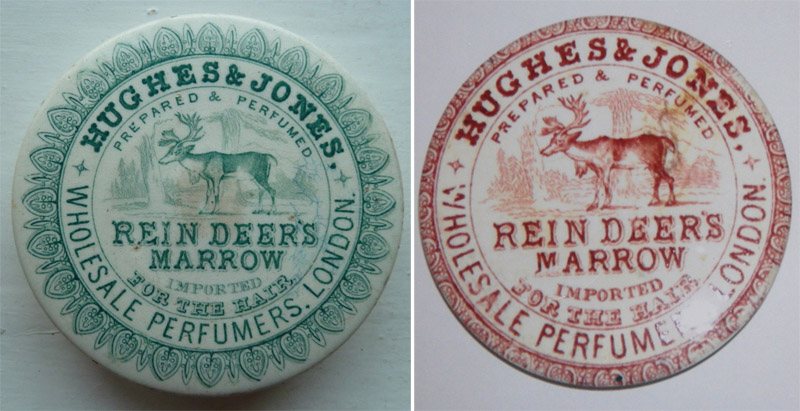 HUGHES & JONES,
PREPARED & PERFUMED
REIN DEER'S
MARROW
IMPORTED
FOR THE HAIR.
WHOLESALE PERFUMERS. LONDON.
HUGHES & JONES,
PREPARED & PERFUMED
REIN DEER'S
MARROW
IMPORTED
FOR THE HAIR
WHOLESALE LONDON.